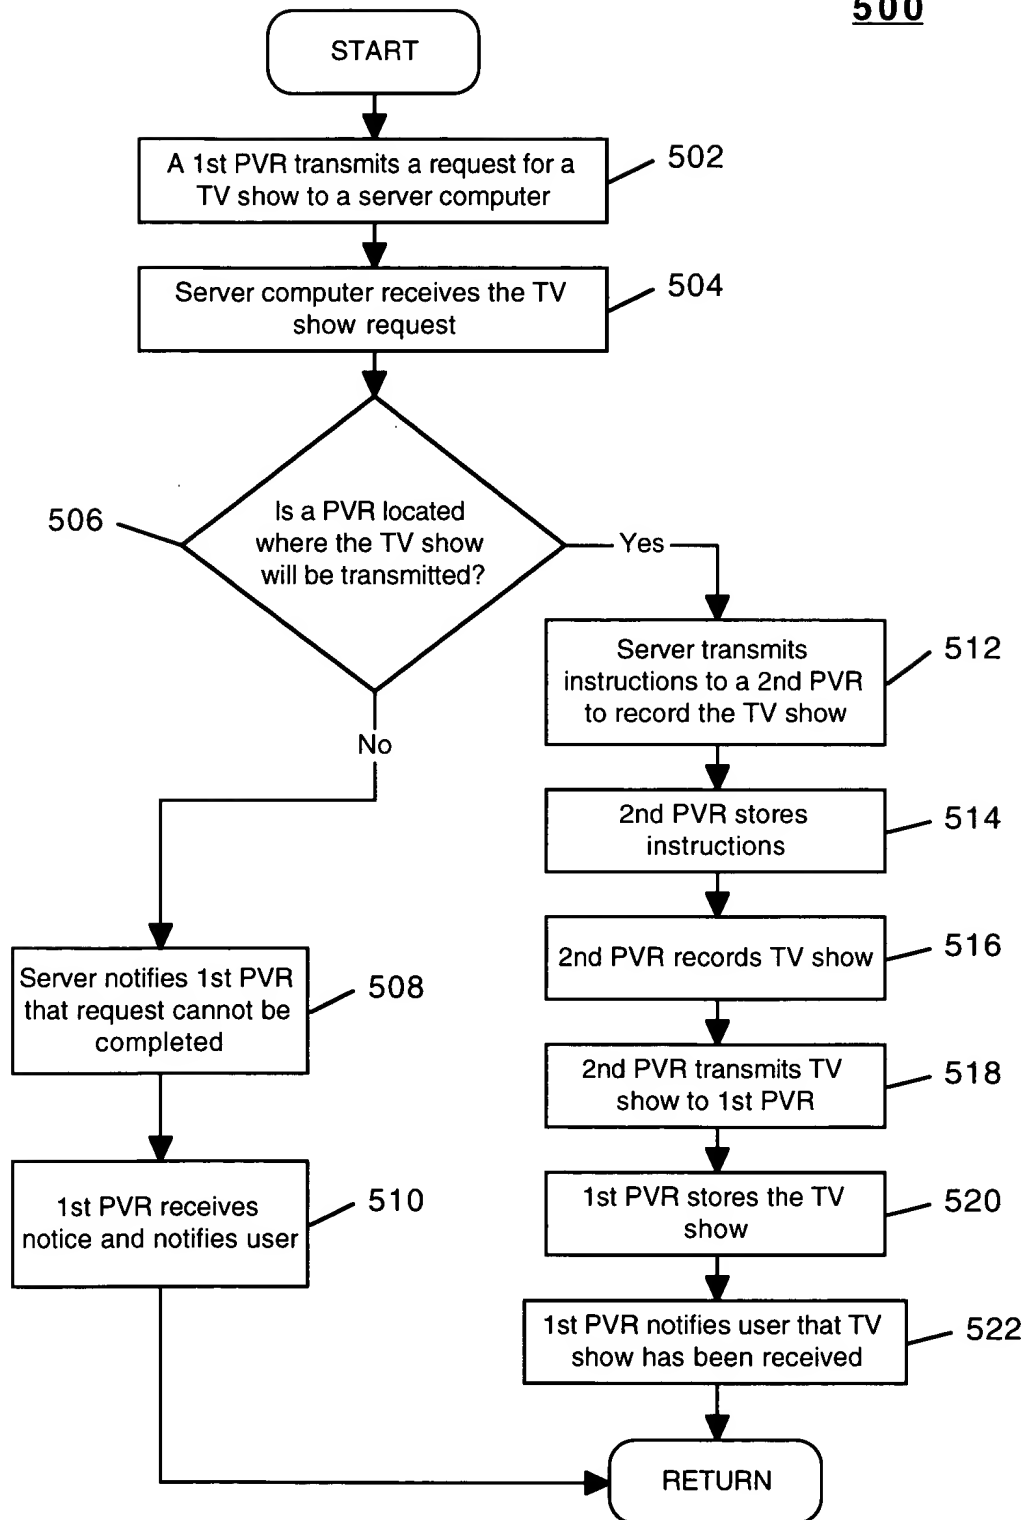 500
START
A 1st PVR transmits a request for a
TV show to a server computer
502
Server computer receives the TV
show request
504
506
Is a PVR located
where the TV show
will be transmitted?
Yes
No
Server transmits
instructions to a 2nd PVR
to record the TV show
512
2nd PVR stores
instructions
514
2nd PVR records TV show
516
Server notifies 1st PVR
that request cannot be
completed
508
2nd PVR transmits TV
show to 1st PVR
518
1st PVR receives
notice and notifies user
510
1st PVR stores the TV
show
520
1st PVR notifies user that TV
show has been received
522
RETURN